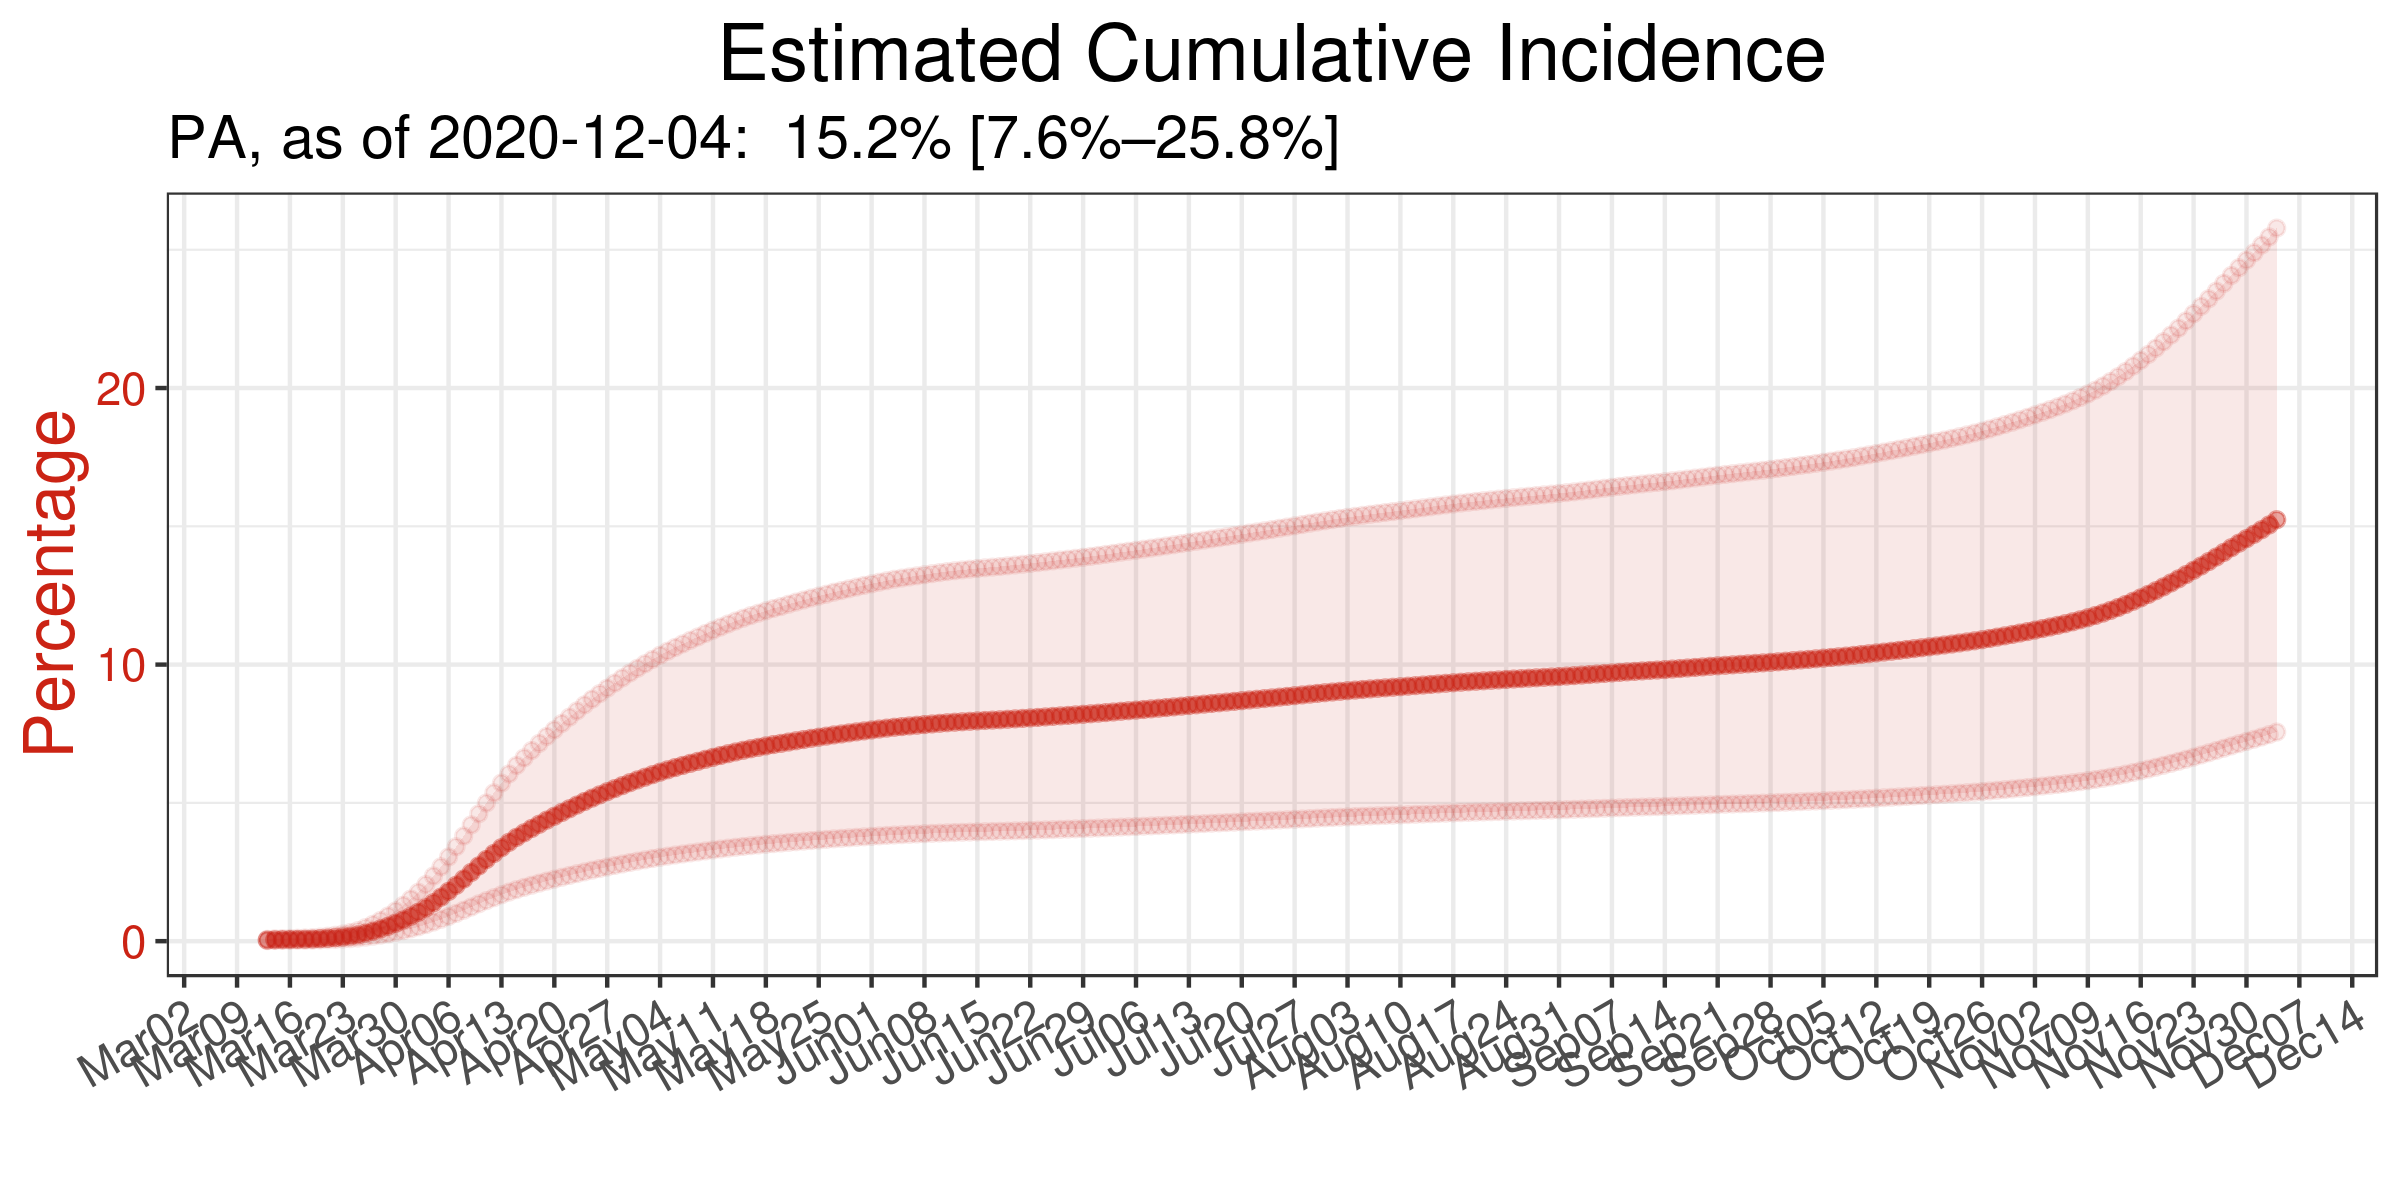 Estimated Cumulative Incidence
PA, as of 2020-12-04:  15.2% [7.6%–25.8%]
Percentage
20
10
0
Mar02
Mar09
Mar16
Mar23
Mar30
Apr06
Apr13
Apr20
Apr27
May04
May11
May18
May25
Jun01
Jun08
Jun15
Jun22
Jun29
Jul06
Jul13
Jul20
Jul27
Aug03
Aug10
Aug17
Aug24
Aug31
Sep07
Sep14
Sep21
Sep28
Oct05
Oct12
Oct19
Oct26
Nov02
Nov09
Nov16
Nov23
Nov30
Dec07
Dec14